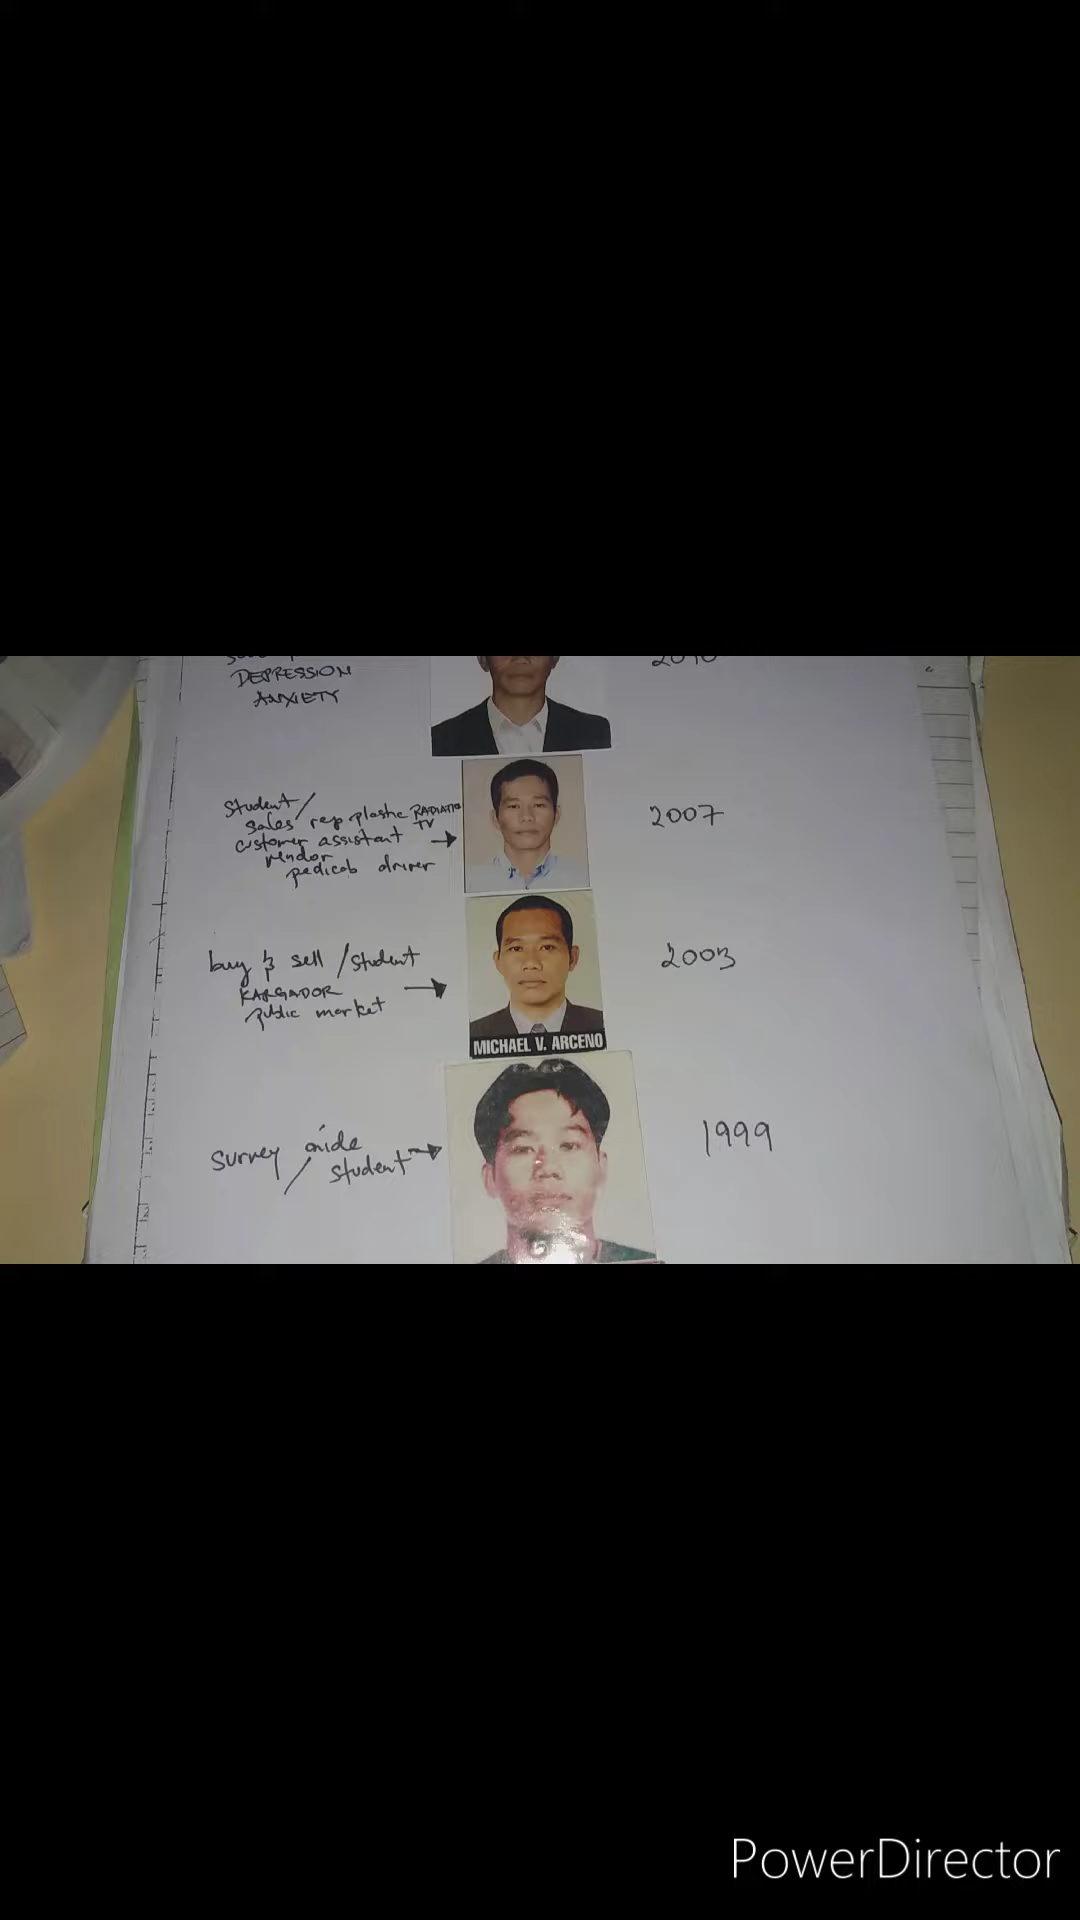 DEPRESSION
ANXIETY
student/
sales rep plastic RADIATIO
TV
customer assistant
vendor
pedicab driver
2007
buy & sell / student
KARGADOR
public market
2003
MICHAEL V. ARCENO
survey aide
/ student
1999
PowerDirector